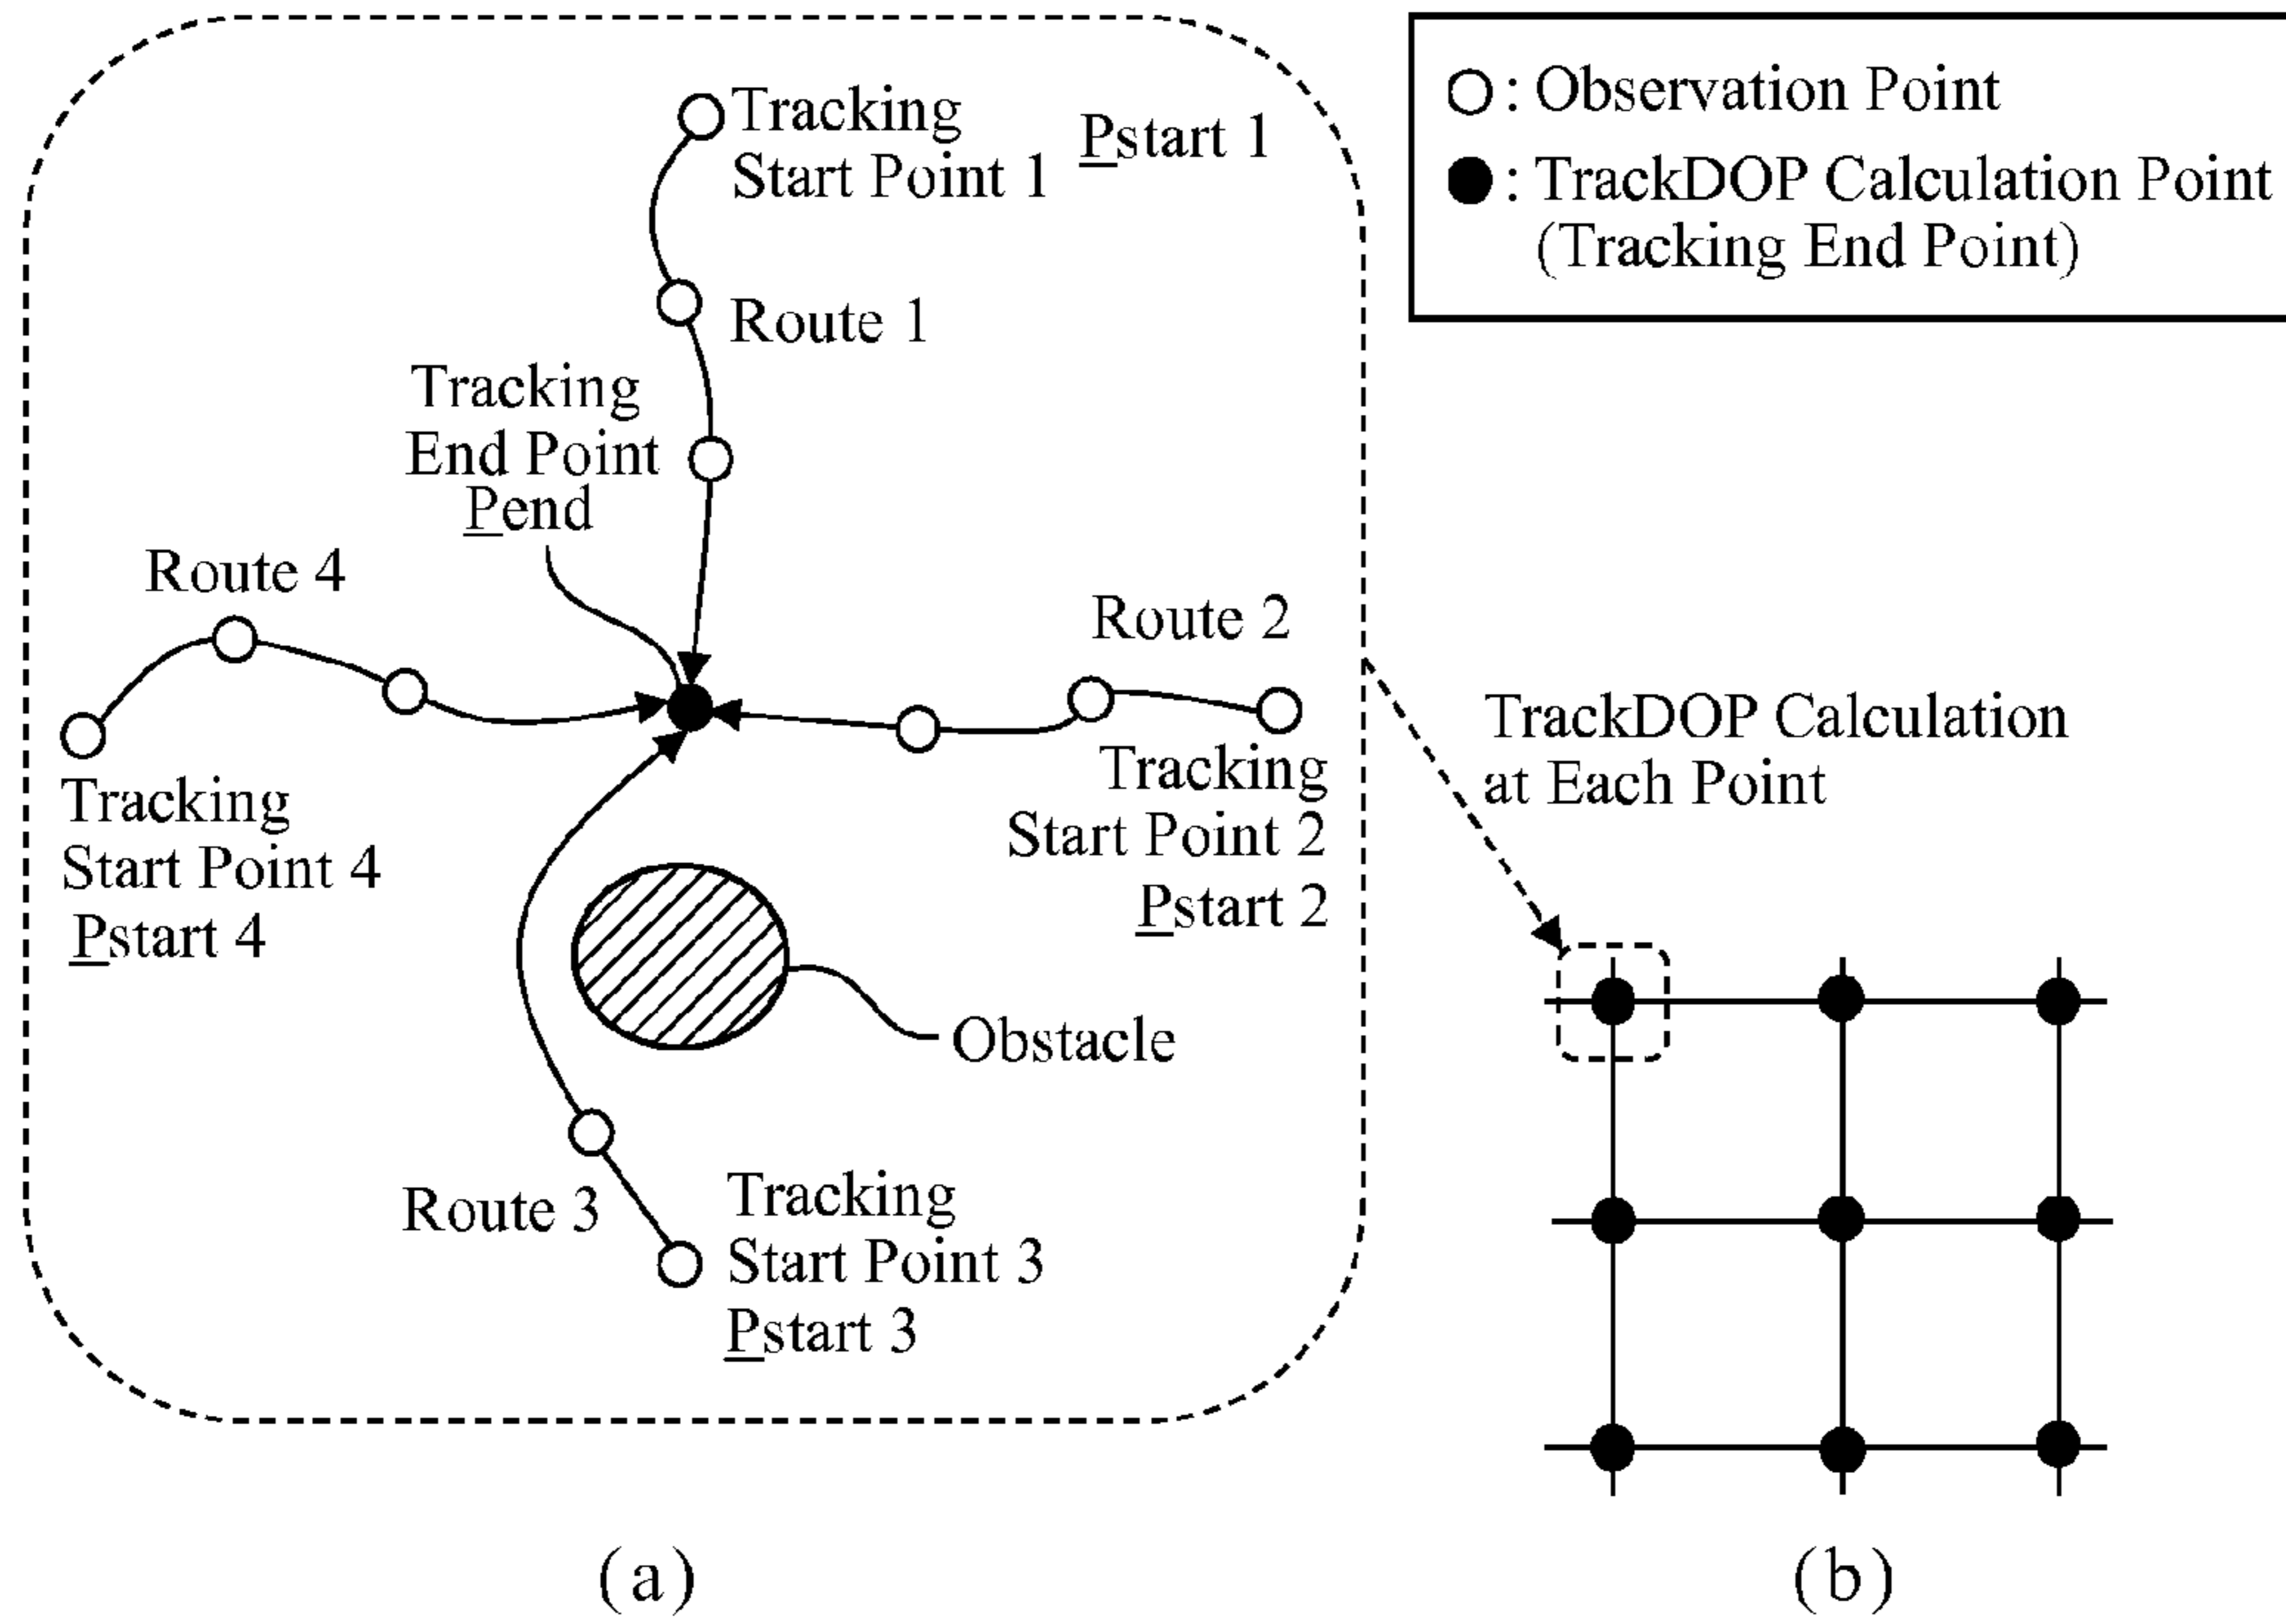 Tracking
Start Point 1
Pstart 1
Route 1
Tracking
End Point
Pend
Route 4
Route 2
Tracking
Start Point 2
Pstart 2
Tracking
Start Point 4
Pstart 4
Obstacle
Route 3
Tracking
Start Point 3
Pstart 3
(a)
: Observation Point
: TrackDOP Calculation Point
(Tracking End Point)
TrackDOP Calculation
at Each Point
(b)